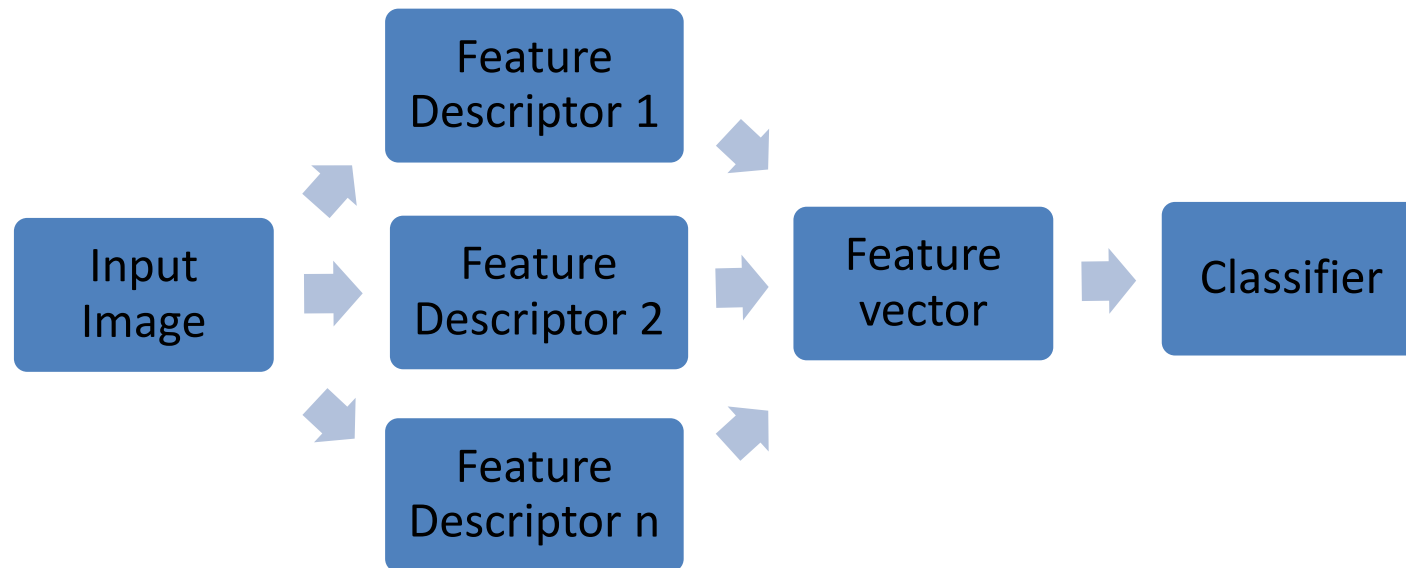 Feature
Descriptor 1
Input
Image
Feature
Descriptor 2
Feature
vector
Classifier
Feature
Descriptor n